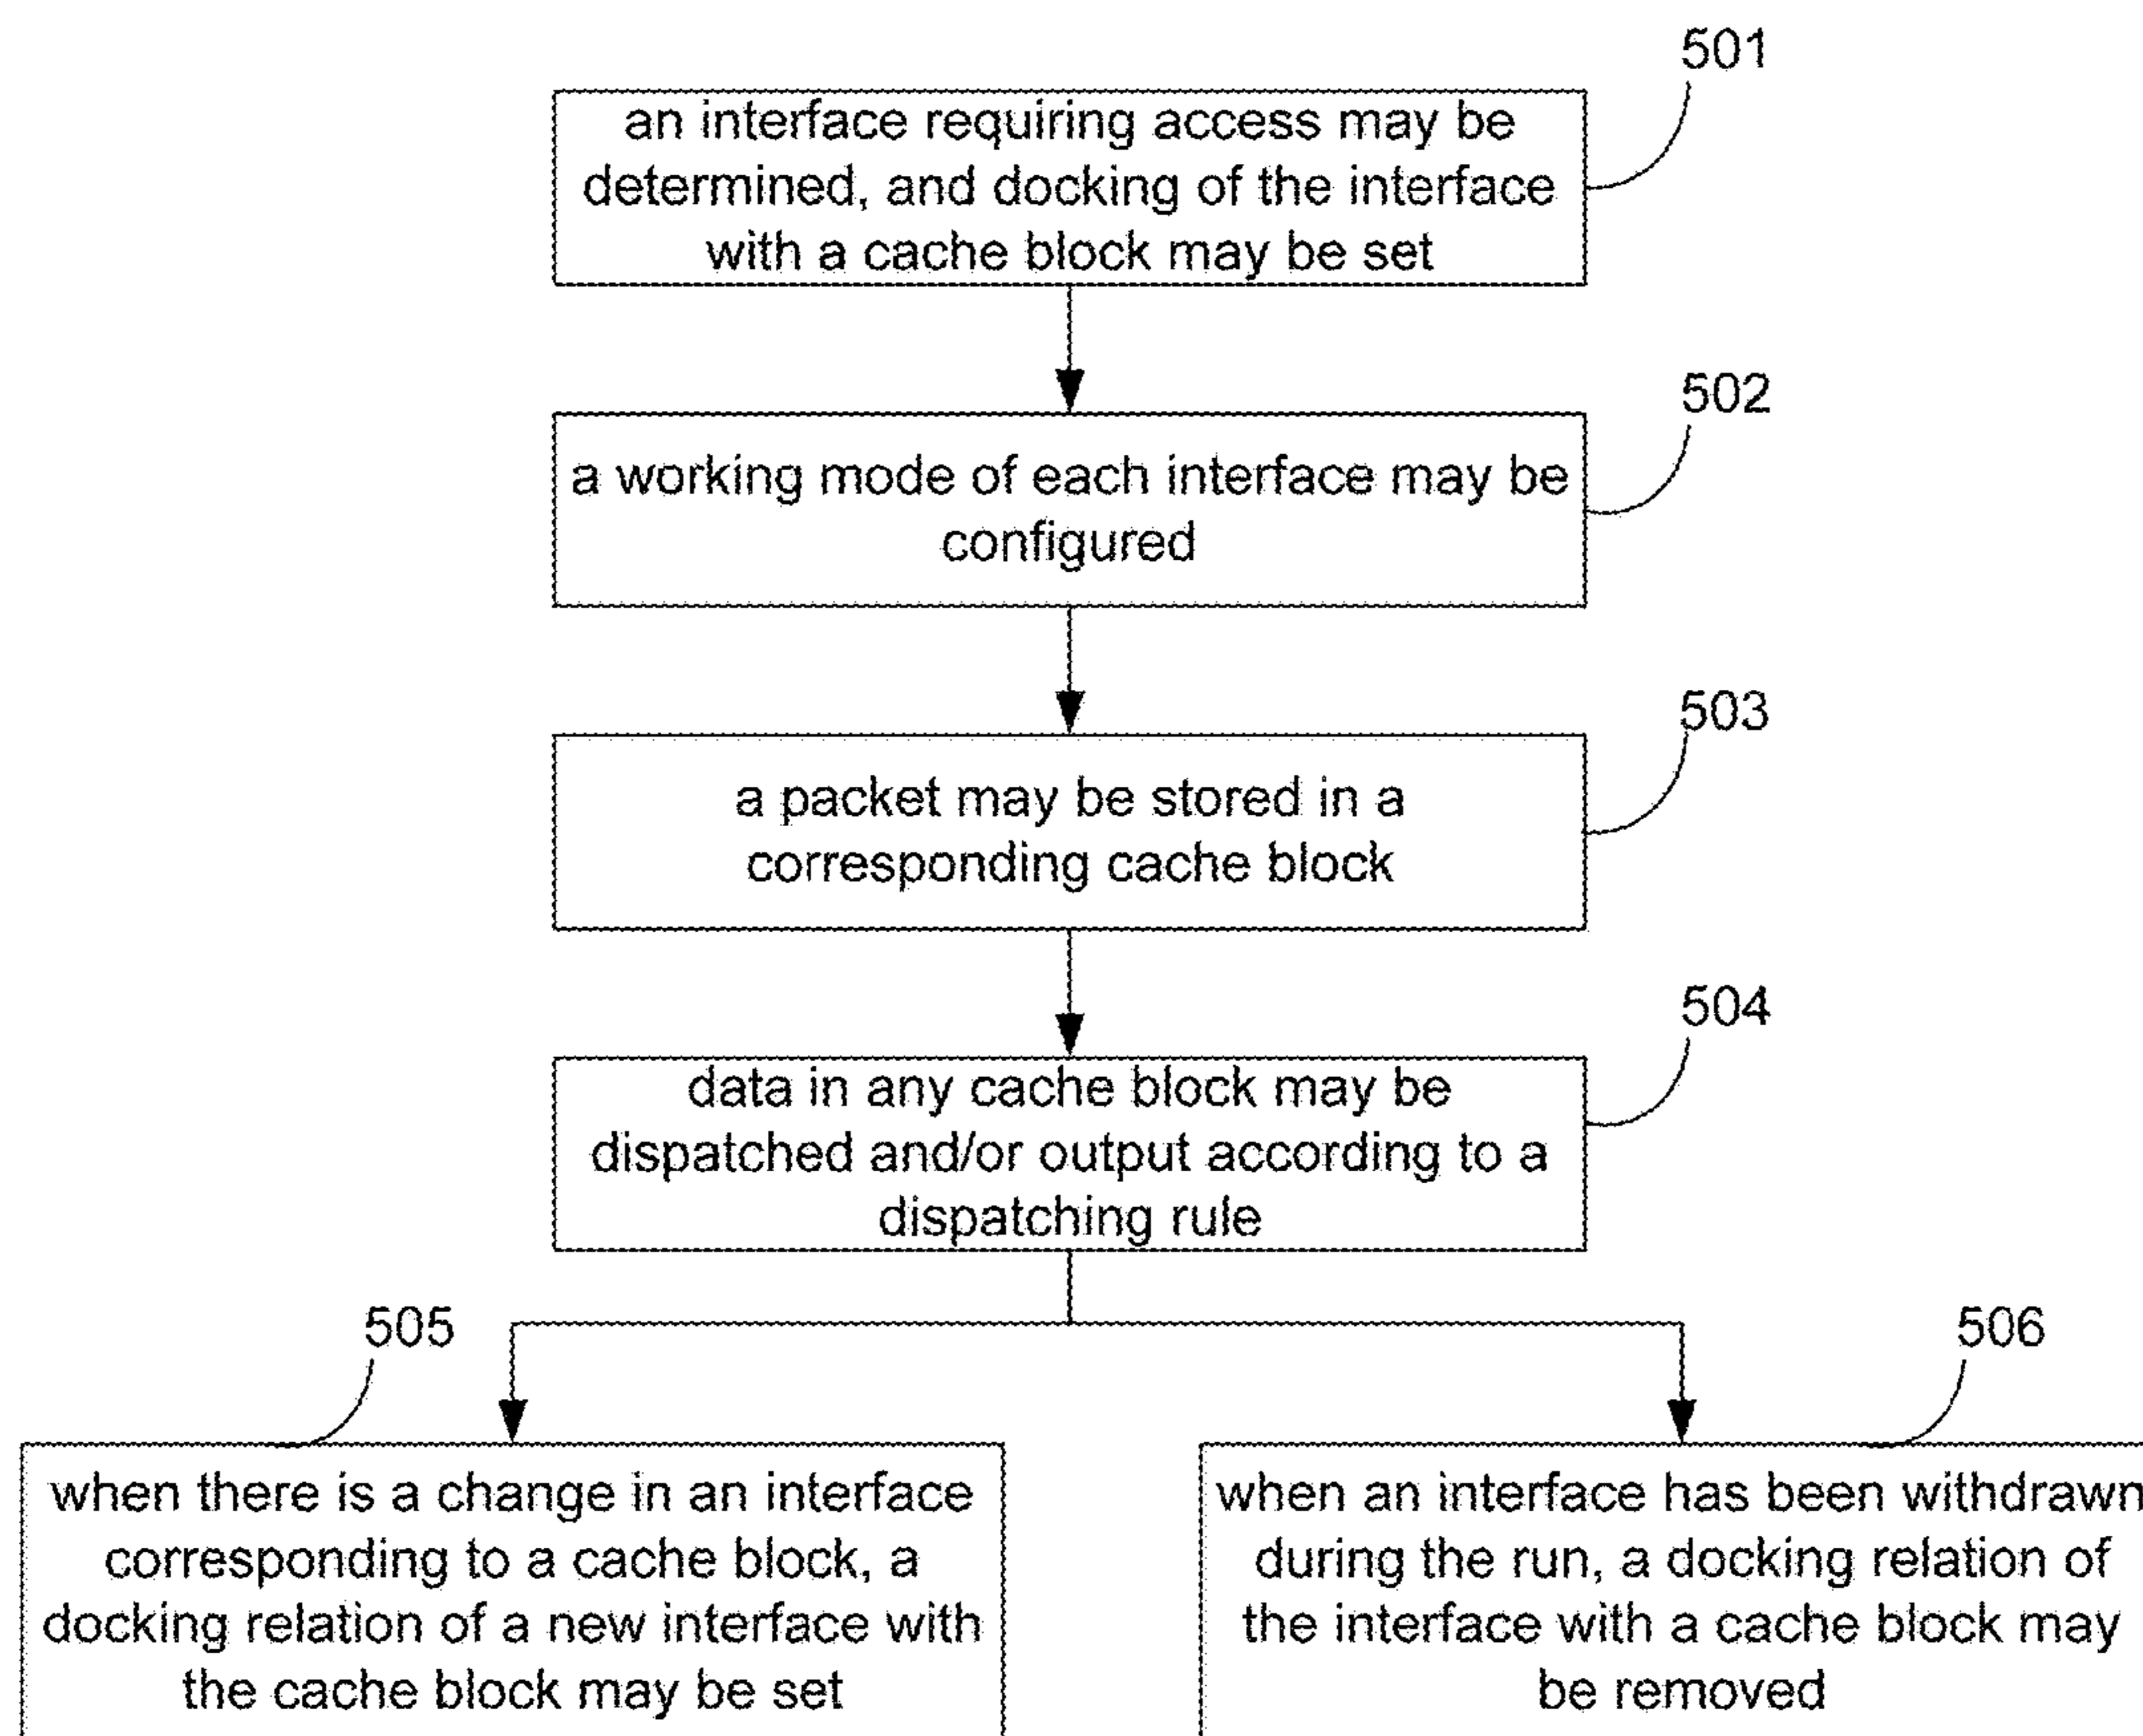 501
an interface requiring access may be
determined, and docking of the interface
with a cache block may be set
502
a working mode of each interface may be
configured
503
a packet may be stored in a
corresponding cache block
504
data in any cache block may be
dispatched and/or output according to a
dispatching rule
505
when there is a change in an interface
corresponding to a cache block, a
docking relation of a new interface with
the cache block may be set
506
when an interface has been withdrawn
during the run, a docking relation of
the interface with a cache block may
be removed